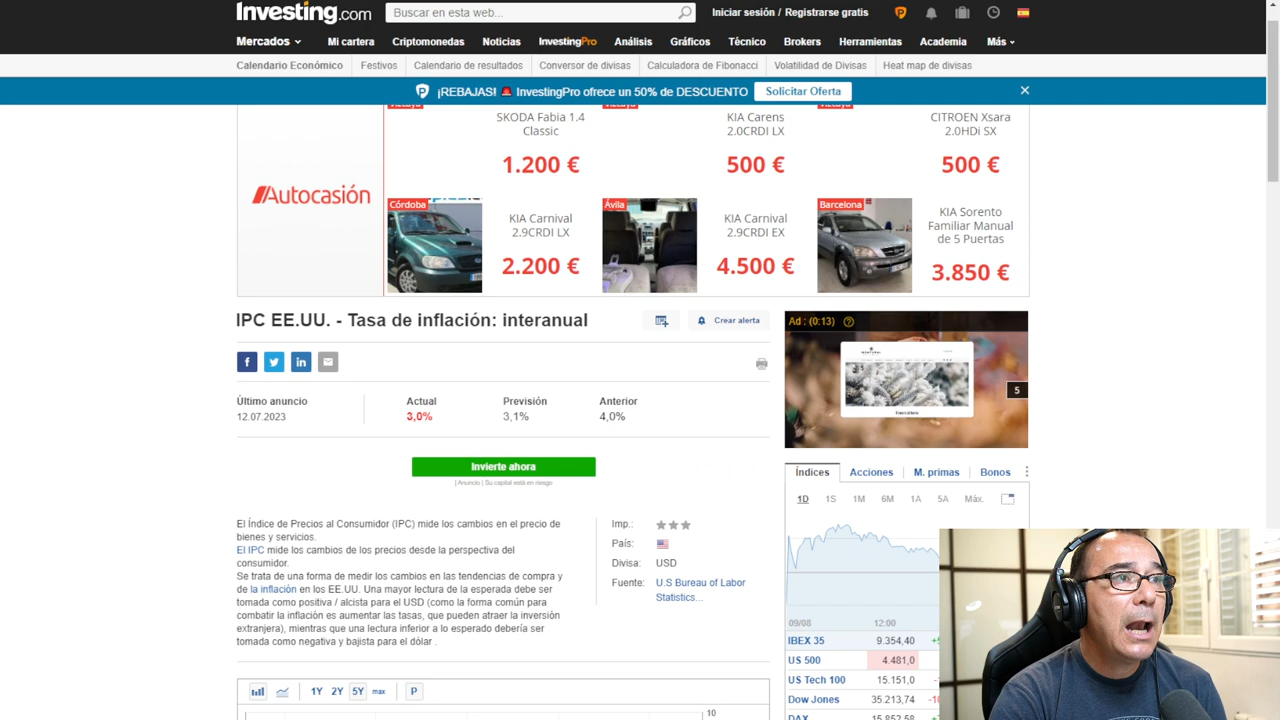 Investing.com
Buscar en esta web...
Iniciar sesión / Registrarse gratis
Mercados
Mi cartera
Criptomonedas
Noticias
InvestingPro
Análisis
Gráficos
Técnico
Brokers
Herramientas
Academia
Más
Calendario Económico
Festivos
Calendario de resultados
Conversor de divisas
Calculadora de Fibonacci
Volatilidad de Divisas
Heat map de divisas
¡REBAJAS! 🚨 InvestingPro ofrece un 50% de DESCUENTO
Solicitar Oferta
Autocasión
SKODA Fabia 1.4
Classic
1.200 €
KIA Carens
2.0CRDI LX
500 €
CITROEN Xsara
2.0HDi SX
500 €
Córdoba
KIA Carnival
2.9CRDI LX
2.200 €
Ávila
KIA Carnival
2.9CRDI EX
4.500 €
Barcelona
KIA Sorento
Familiar Manual
de 5 Puertas
3.850 €
IPC EE.UU. - Tasa de inflación: interanual
Crear alerta
Último anuncio
12.07.2023
Actual
3,0%
Previsión
3,1%
Anterior
4,0%
Invierte ahora
| Anuncio | Su capital está en riesgo
El Índice de Precios al Consumidor (IPC) mide los cambios en el precio de
bienes y servicios.
El IPC mide los cambios de los precios desde la perspectiva del
consumidor.
Se trata de una forma de medir los cambios en las tendencias de compra y
de la inflación en los EE.UU. Una mayor lectura de la esperada debe ser
tomada como positiva / alcista para el USD (como la forma común para
combatir la inflación es aumentar las tasas, que pueden atraer la inversión
extranjera), mientras que una lectura inferior a lo esperado debería ser
tomada como negativa y bajista para el dólar .
Imp.:
País:
Divisa: USD
Fuente: U.S Bureau of Labor
Statistics...
1Y 2Y 5Y max
P
10
Ad : (0:13)
5
Índices
Acciones
M. primas
Bonos
1D 1S 1M 6M 1A 5A Máx.
09/08 12:00
IBEX 35 9.354,40
US 500 4.481,0
US Tech 100 15.151,0
Dow Jones 35.213,74
DAX 15.852,58